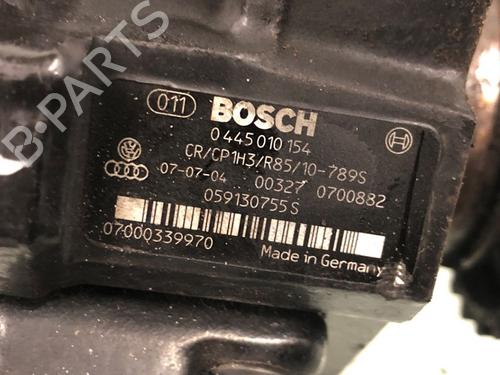 B-PARTS
011 BOSCH
0 445 010 154
CR/CP1H3/R85/10-789S
07-07-04 00327 0700882
059130755S
07000339970 Made in Germany